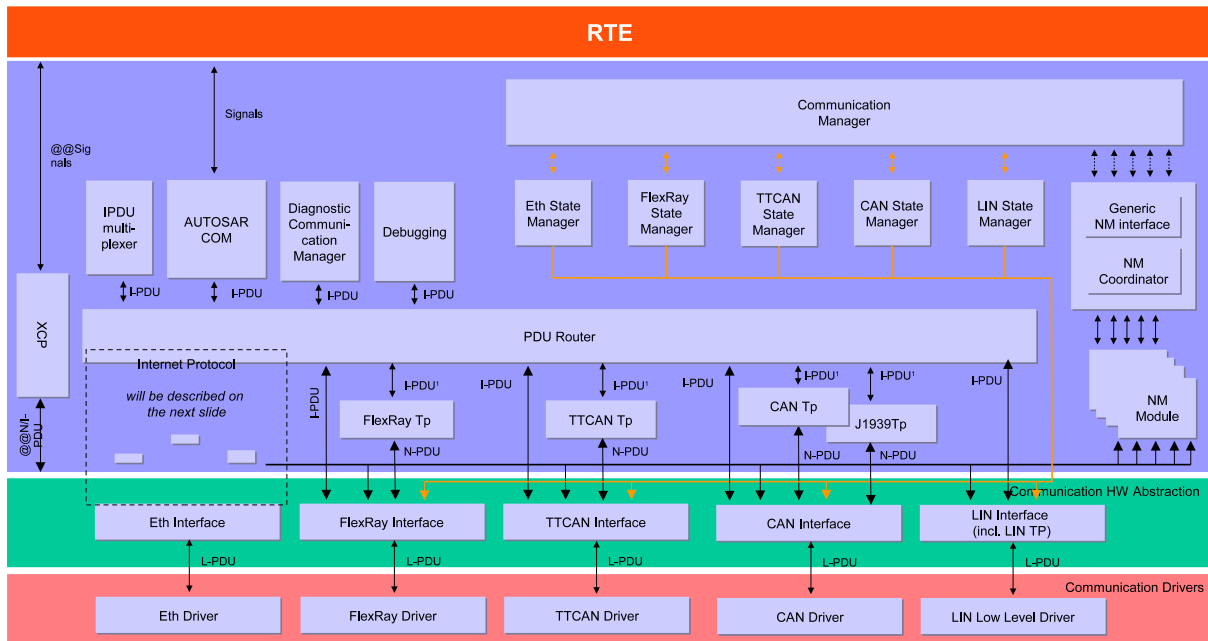 RTE
Communication
Manager
Signals
@@Sig
nals
IPDU
multi-
plexer
AUTOSAR
COM
Diagnostic
Communi-
cation
Manager
Debugging
Eth State
Manager
FlexRay
State
Manager
TTCAN
State
Manager
CAN State
Manager
LIN State
Manager
Generic
NM interface
NM
Coordinator
I-PDU
I-PDU
I-PDU
I-PDU
XCP
PDU Router
Internet Protocol
will be described on
the next slide
I-PDU
I-PDU¹
I-PDU
I-PDU¹
I-PDU
I-PDU¹
I-PDU¹
I-PDU
FlexRay Tp
TTCAN Tp
CAN Tp
J1939Tp
NM
Module
@@N/I-
PDU
N-PDU
N-PDU
N-PDU
N-PDU
Communication HW Abstraction
Eth Interface
FlexRay Interface
TTCAN Interface
CAN Interface
LIN Interface
(incl. LIN TP)
L-PDU
L-PDU
L-PDU
L-PDU
L-PDU
Communication Drivers
Eth Driver
FlexRay Driver
TTCAN Driver
CAN Driver
LIN Low Level Driver